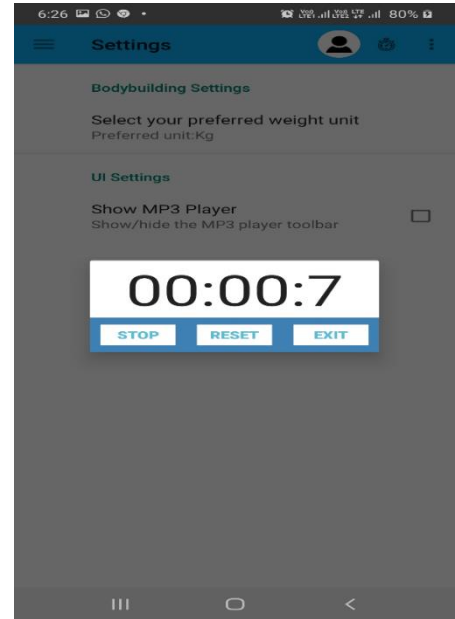 6:26 80%
Settings
Bodybuilding Settings
Select your preferred weight unit
Preferred unit:Kg
UI Settings
Show MP3 Player
Show/hide the MP3 player toolbar
00:00:7
STOP RESET EXIT